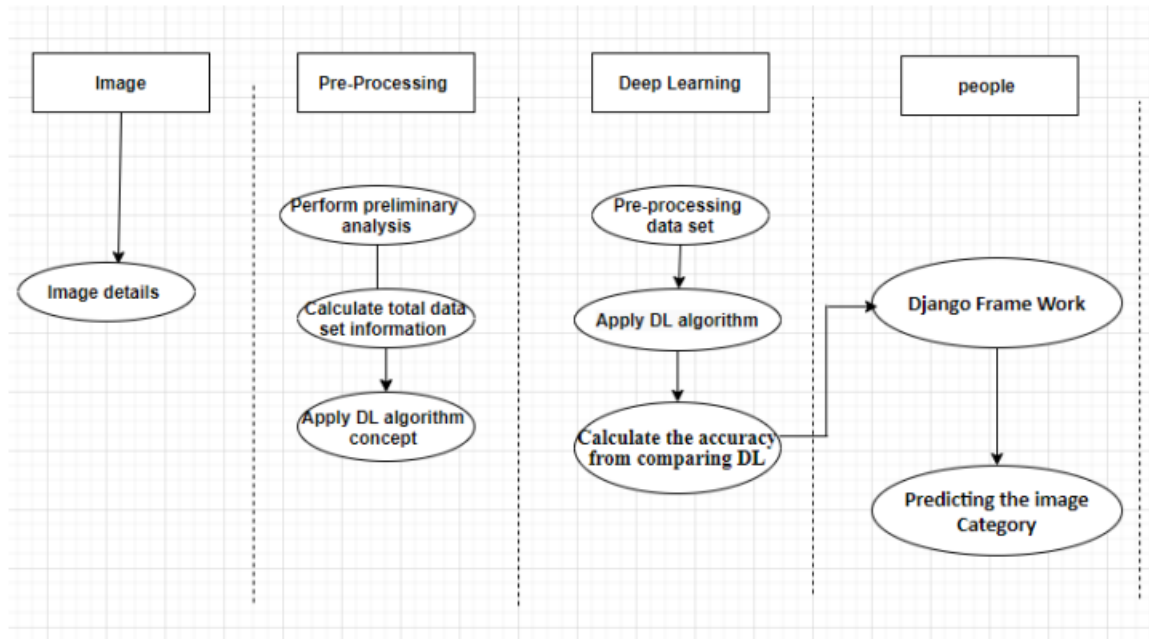 Image
Pre-Processing
Deep Learning
people
Image details
Perform preliminary
analysis
Calculate total data
set information
Apply DL algorithm
concept
Pre-processing
data set
Apply DL algorithm
Calculate the accuracy
from comparing DL
Django Frame Work
Predicting the image
Category